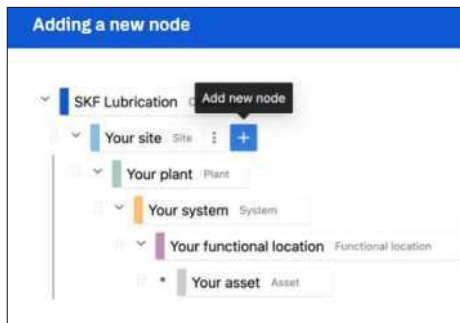 Adding a new node
SKF Lubrication
Add new node
Your site Site
Your plant Plant
Your system System
Your functional location Functional location
Your asset Asset